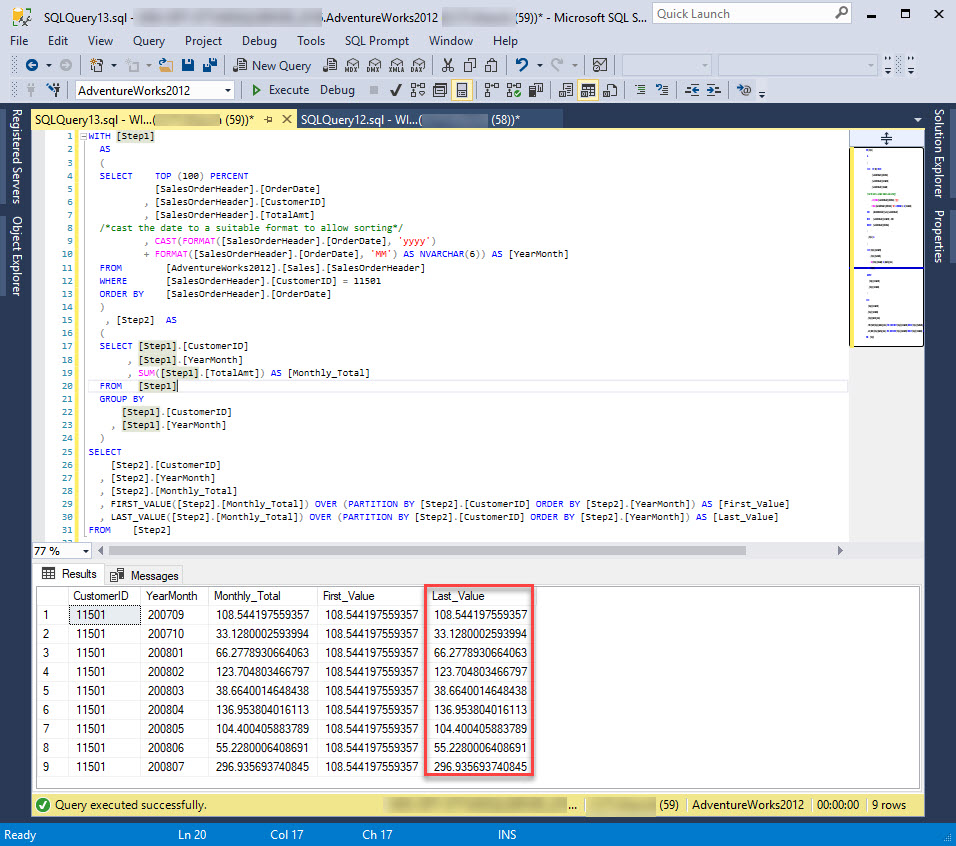 SQLQuery13.sql - .AdventureWorks2012 (59))* - Microsoft SQL S...
Quick Launch
File Edit View Query Project Debug Tools SQL Prompt Window Help
New Query MDX DMX XMLA DAX
AdventureWorks2012 Execute Debug
SQLQuery13.sql - WI...( (59))* SQLQuery12.sql - WI...( (58))*
Registered Servers
Object Explorer
Solution Explorer
Properties
1 WITH [Step1]
2 AS
3 (
4 SELECT TOP (100) PERCENT
5 [SalesOrderHeader].[OrderDate]
6 , [SalesOrderHeader].[CustomerID]
7 , [SalesOrderHeader].[TotalAmt]
8 /*cast the date to a suitable format to allow sorting*/
9 , CAST(FORMAT([SalesOrderHeader].[OrderDate], 'yyyy')
10 + FORMAT([SalesOrderHeader].[OrderDate], 'MM') AS NVARCHAR(6)) AS [YearMonth]
11 FROM [AdventureWorks2012].[Sales].[SalesOrderHeader]
12 WHERE [SalesOrderHeader].[CustomerID] = 11501
13 ORDER BY [SalesOrderHeader].[OrderDate]
14 )
15 , [Step2] AS
16 (
17 SELECT [Step1].[CustomerID]
18 , [Step1].[YearMonth]
19 , SUM([Step1].[TotalAmt]) AS [Monthly_Total]
20 FROM [Step1]
21 GROUP BY
22 [Step1].[CustomerID]
23 , [Step1].[YearMonth]
24 )
25 SELECT
26 [Step2].[CustomerID]
27 , [Step2].[YearMonth]
28 , [Step2].[Monthly_Total]
29 , FIRST_VALUE([Step2].[Monthly_Total]) OVER (PARTITION BY [Step2].[CustomerID] ORDER BY [Step2].[YearMonth]) AS [First_Value]
30 , LAST_VALUE([Step2].[Monthly_Total]) OVER (PARTITION BY [Step2].[CustomerID] ORDER BY [Step2].[YearMonth]) AS [Last_Value]
31 FROM [Step2]
77 %
Results Messages
CustomerID YearMonth Monthly_Total First_Value Last_Value
1 11501 200709 108.544197559357 108.544197559357 108.544197559357
2 11501 200710 33.1280002593994 108.544197559357 33.1280002593994
3 11501 200801 66.2778930664063 108.544197559357 66.2778930664063
4 11501 200802 123.704803466797 108.544197559357 123.704803466797
5 11501 200803 38.6640014648438 108.544197559357 38.6640014648438
6 11501 200804 136.953804016113 108.544197559357 136.953804016113
7 11501 200805 104.400405883789 108.544197559357 104.400405883789
8 11501 200806 55.2280006408691 108.544197559357 55.2280006408691
9 11501 200807 296.935693740845 108.544197559357 296.935693740845
Query executed successfully. ... (59) AdventureWorks2012 00:00:00 9 rows
Ready Ln 20 Col 17 Ch 17 INS